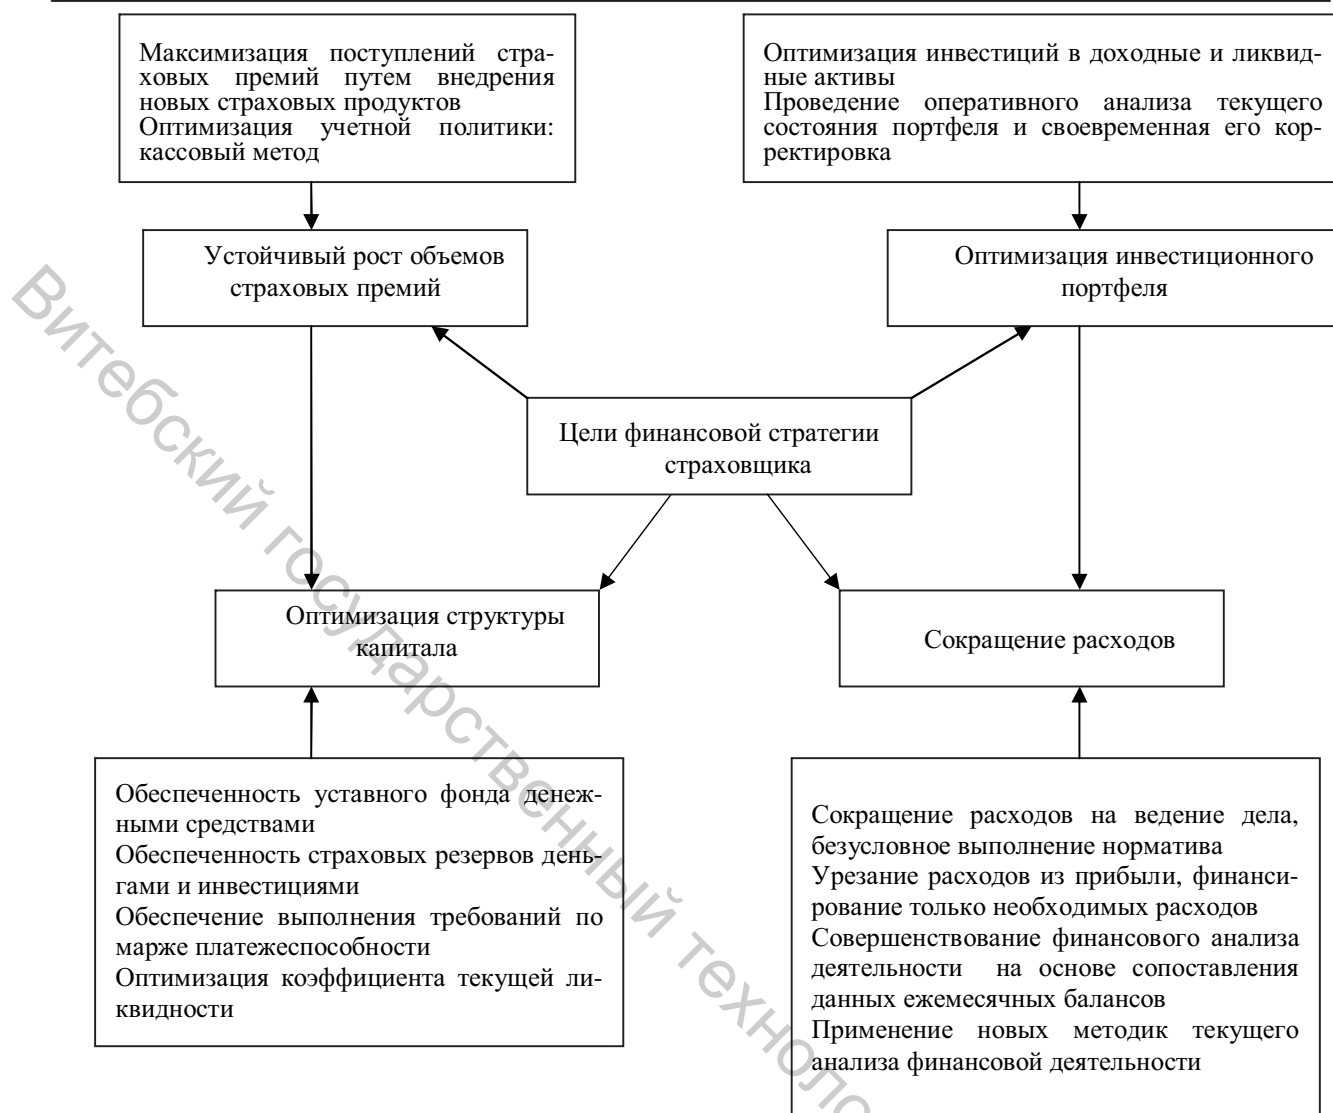 Максимизация поступлений стра-
ховых премий путем внедрения
новых страховых продуктов
Оптимизация учетной политики:
кассовый метод
Оптимизация инвестиций в доходные и ликвид-
ные активы
Проведение оперативного анализа текущего
состояния портфеля и своевременная его кор-
ректировка
Устойчивый рост объемов
страховых премий
Оптимизация инвестиционного
портфеля
Цели финансовой стратегии
страховщика
Оптимизация структуры
капитала
Сокращение расходов
Обеспеченность уставного фонда денеж-
ными средствами
Обеспеченность страховых резервов день-
гами и инвестициями
Обеспечение выполнения требований по
марже платежеспособности
Оптимизация коэффициента текущей ли-
квидности
Сокращение расходов на ведение дела,
безусловное выполнение норматива
Урезание расходов из прибыли, финанси-
рование только необходимых расходов
Совершенствование финансового анализа
деятельности на основе сопоставления
данных ежемесячных балансов
Применение новых методик текущего
анализа финансовой деятельности
Витебский государственный техноло